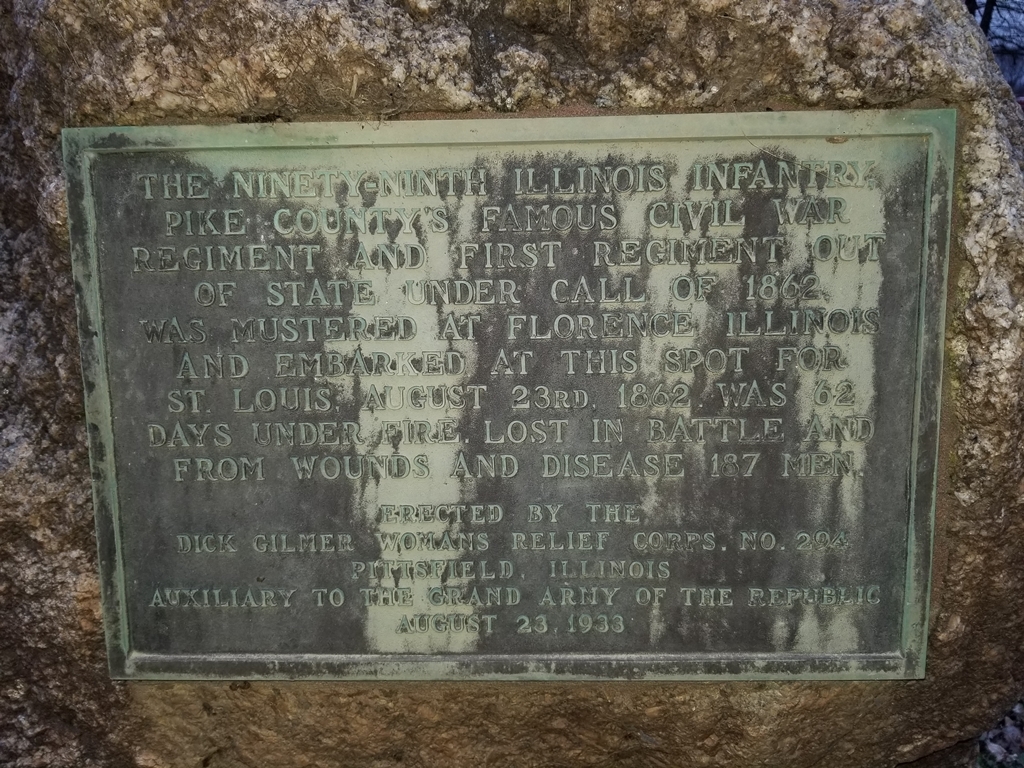 THE NINETY-NINTH ILLINOIS INFANTRY,
PIKE COUNTY'S FAMOUS CIVIL WAR
REGIMENT AND FIRST REGIMENT OUT
OF STATE UNDER CALL OF 1862,
WAS MUSTERED AT FLORENCE, ILLINOIS
AND EMBARKED AT THIS SPOT FOR
ST. LOUIS, AUGUST 23RD, 1862. WAS 62
DAYS UNDER FIRE. LOST IN BATTLE AND
FROM WOUNDS AND DISEASE 187 MEN.
ERECTED BY THE
DICK GILMER WOMANS RELIEF CORPS. NO. 294
PITTSFIELD, ILLINOIS
AUXILIARY TO THE GRAND ARMY OF THE REPUBLIC
AUGUST 23, 1933